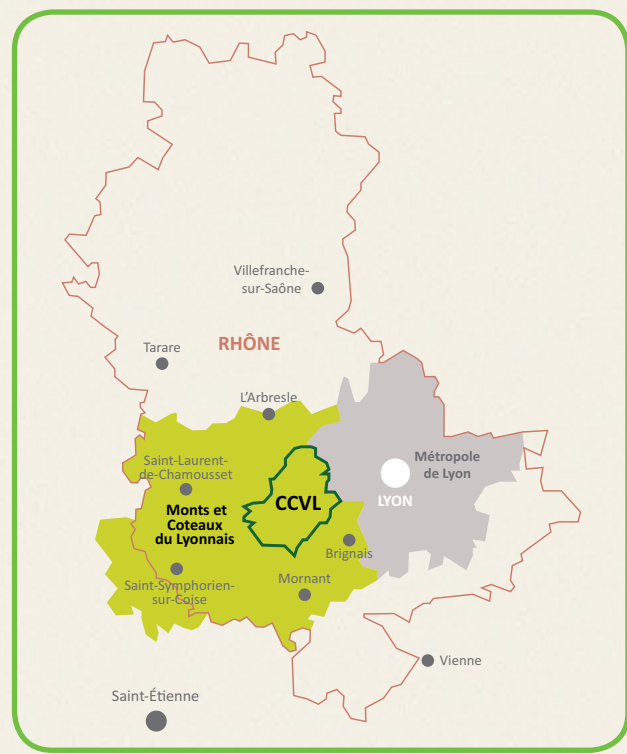 Villefranche-
sur-Saône
RHÔNE
Tarare
L'Arbresle
Métropole
de Lyon
Saint-Laurent-
de-Chamousset
LYON
CCVL
Monts et
Coteaux
du Lyonnais
Brignais
Mornant
Saint-Symphorien-
sur-Coise
Vienne
Saint-Étienne